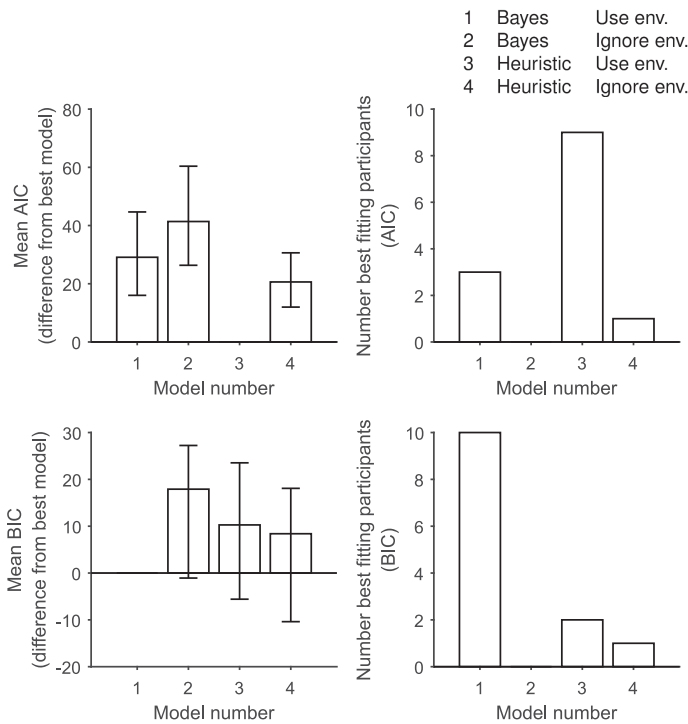 1 Bayes Use env.
2 Bayes Ignore env.
3 Heuristic Use env.
4 Heuristic Ignore env.
Mean AIC
(difference from best model)
80
60
40
20
0
1 2 3 4
Model number
Number best fitting participants
(AIC)
10
8
6
4
2
0
1 2 3 4
Model number
Mean BIC
(difference from best model)
30
20
10
0
-10
-20
1 2 3 4
Model number
Number best fitting participants
(BIC)
10
8
6
4
2
0
1 2 3 4
Model number